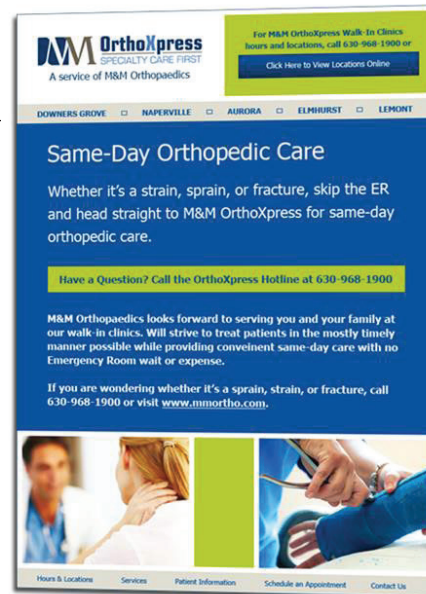 For M&M OrthoXpress Walk-In Clinics
hours and locations, call 630-968-1900 or
Click Here to View Locations Online
MM OrthoXpress
SPECIALTY CARE FIRST
A service of M&M Orthopaedics
DOWNERS GROVE □ NAPERVILLE □ AURORA □ ELMHURST □ LEMONT
Same-Day Orthopedic Care
Whether it's a strain, sprain, or fracture, skip the ER
and head straight to M&M OrthoXpress for same-day
orthopedic care.
Have a Question? Call the OrthoXpress Hotline at 630-968-1900
M&M Orthopaedics looks forward to serving you and your family at
our walk-in clinics. Will strive to treat patients in the mostly timely
manner possible while providing conveinent same-day care with no
Emergency Room wait or expense.
If you are wondering whether it's a sprain, strain, or fracture, call
630-968-1900 or visit www.mmortho.com.
Hours & Locations Services Patient Information Schedule an Appointment Contact Us